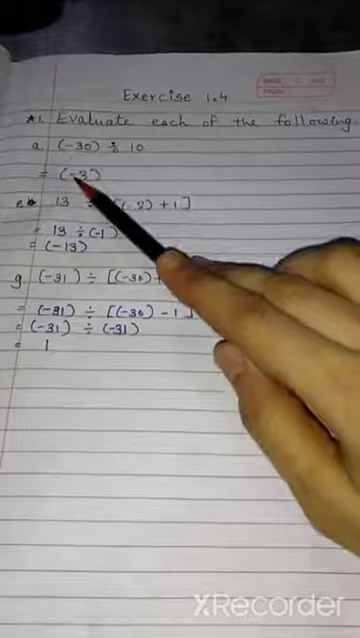 Exercise 1.4
*1. Evaluate each of the following.
a. (-30) ÷ 10
= (-3)
e. 13 ÷ [(-2) + 1]
= 13 ÷ (-1)
= (-13)
g. (-31) ÷ [(-30) +
= (-31) ÷ [(-30) - 1]
= (-31) ÷ (-31)
= 1
XRecorder